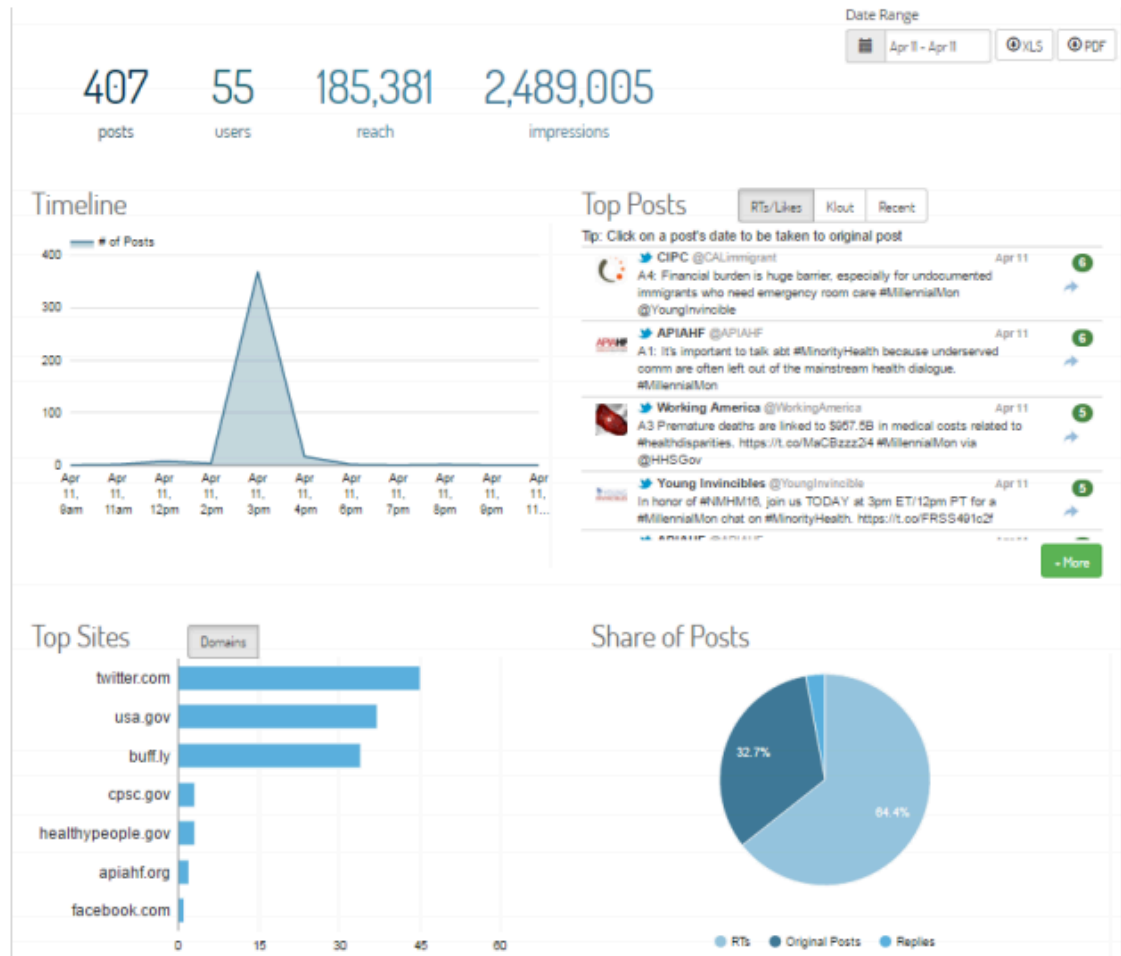 Date Range
Apr 11 - Apr 11
XLS
PDF
407
posts
55
users
185,381
reach
2,489,005
impressions
Timeline
# of Posts
400
300
200
100
0
Apr 11, 9am
Apr 11, 11am
Apr 11, 12pm
Apr 11, 2pm
Apr 11, 3pm
Apr 11, 4pm
Apr 11, 6pm
Apr 11, 7pm
Apr 11, 8pm
Apr 11, 9pm
Apr 11...
Top Posts
RTs/Likes
Klout
Recent
Tip: Click on a post's date to be taken to original post
CIPC @CALimmigrant Apr 11 6
A4: Financial burden is huge barrier, especially for undocumented
immigrants who need emergency room care #MillennialMon
@YoungInvincible
APIAHF
APIAHF @APIAHF Apr 11 6
A1: It's important to talk abt #MinorityHealth because underserved
comm are often left out of the mainstream health dialogue.
#MillennialMon
Working America @WorkingAmerica Apr 11 5
A3 Premature deaths are linked to $957.5B in medical costs related to
#healthdisparities. https://t.co/MaCBzzz2i4 #MillennialMon via
@HHSGov
Young Invincibles @YoungInvincible Apr 11 5
In honor of #NMHM16, join us TODAY at 3pm ET/12pm PT for a
#MillennialMon chat on #MinorityHealth. https://t.co/FRSS491c2f
APIAHF @APIAHF
+ More
Top Sites
Domains
twitter.com
usa.gov
buff.ly
cpsc.gov
healthypeople.gov
apiahf.org
facebook.com
0 15 30 45 60
Share of Posts
32.7%
64.4%
RTs
Original Posts
Replies